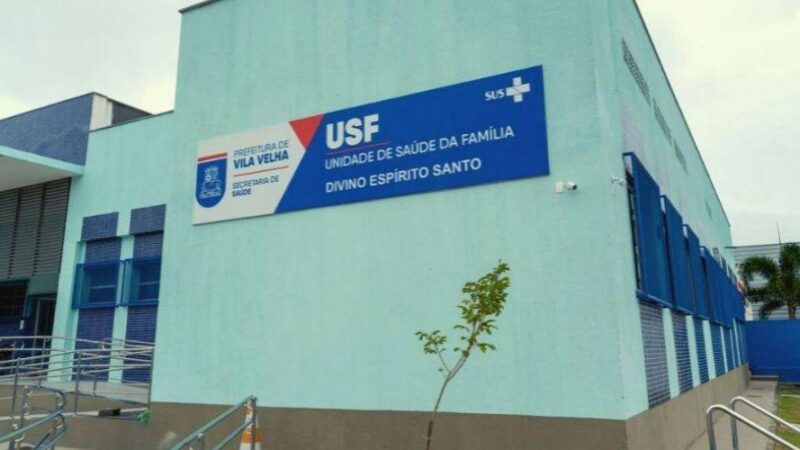 PREFEITURA DE
VILA VELHA
SECRETARIA DE
SAÚDE
USF
UNIDADE DE SAÚDE DA FAMÍLIA
DIVINO ESPÍRITO SANTO
SUS